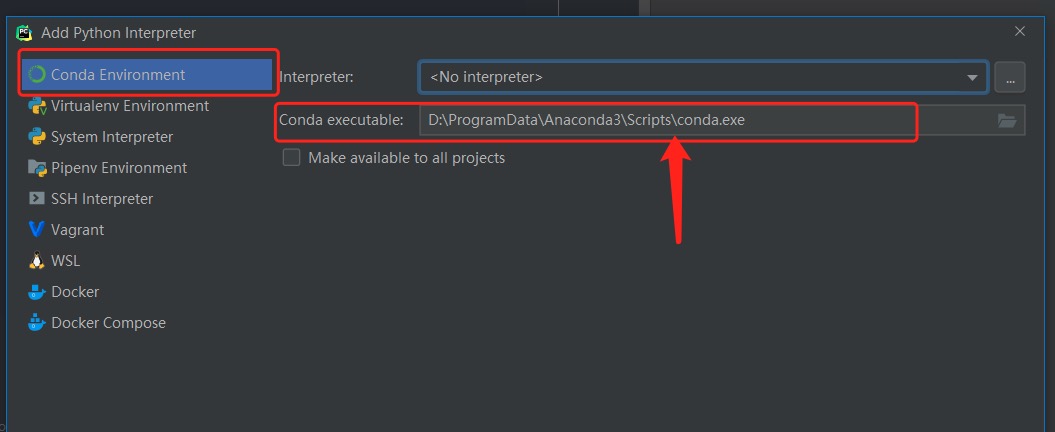 Add Python Interpreter
Conda Environment
Interpreter: <No interpreter> ...
Virtualenv Environment
Conda executable: D:\ProgramData\Anaconda3\Scripts\conda.exe
System Interpreter
Make available to all projects
Pipenv Environment
SSH Interpreter
Vagrant
WSL
Docker
Docker Compose